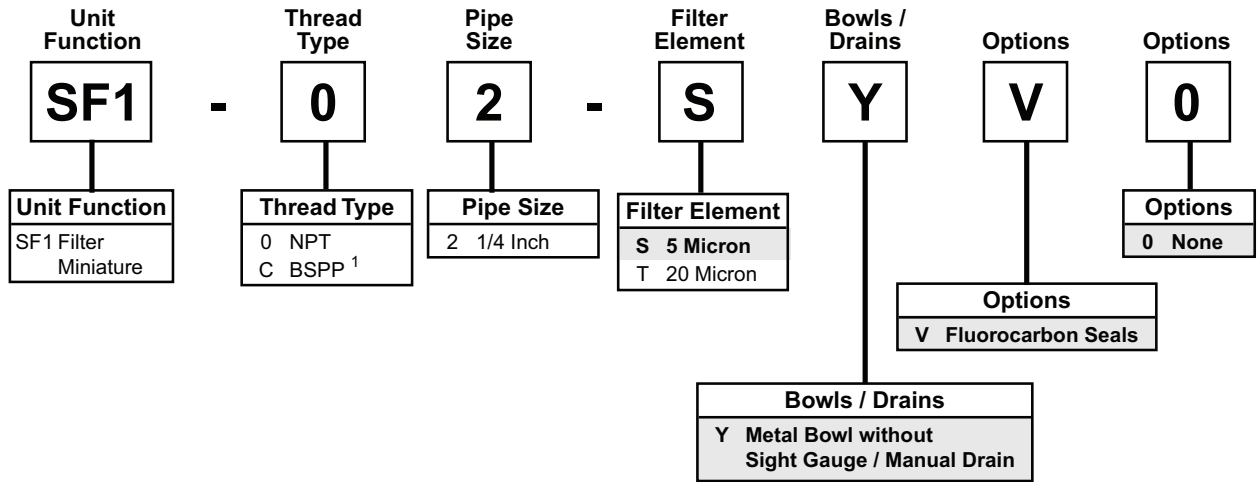 Unit
Function
Thread
Type
Pipe
Size
Filter
Element
Bowls /
Drains
Options
Options
SF1 - 0 2 - S Y V 0
Unit Function
SF1 Filter
Miniature
Thread Type
0 NPT
C BSPP 1
Pipe Size
2 1/4 Inch
Filter Element
S 5 Micron
T 20 Micron
Options
0 None
Options
V Fluorocarbon Seals
Bowls / Drains
Y Metal Bowl without
Sight Gauge / Manual Drain